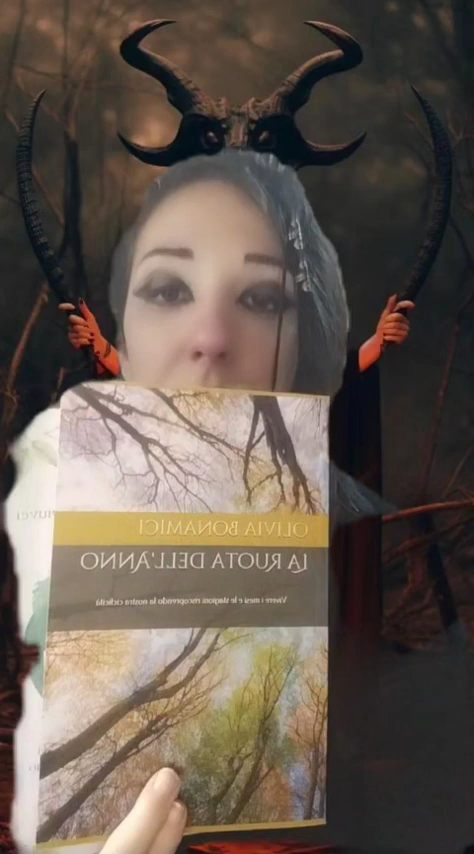 OLIVIA BONAMICI
LA RUOTA DELL'ANNO
Vivere i mesi e le stagioni riscoprendo la nostra ciclicità